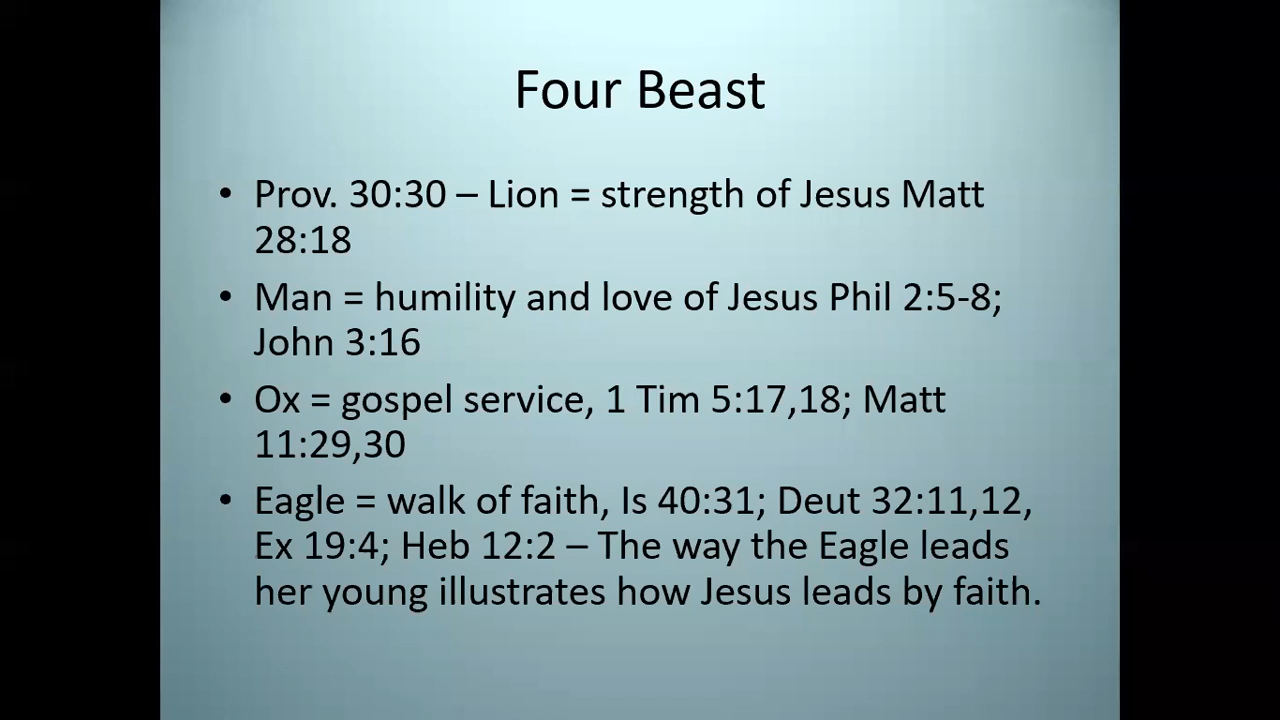 Four Beast
• Prov. 30:30 – Lion = strength of Jesus Matt
28:18
• Man = humility and love of Jesus Phil 2:5-8;
John 3:16
• Ox = gospel service, 1 Tim 5:17,18; Matt
11:29,30
• Eagle = walk of faith, Is 40:31; Deut 32:11,12,
Ex 19:4; Heb 12:2 – The way the Eagle leads
her young illustrates how Jesus leads by faith.